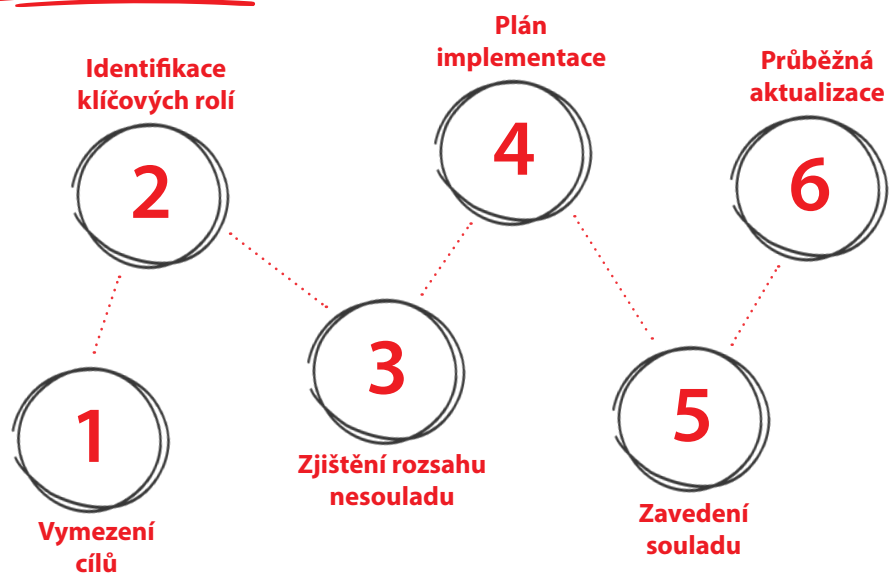 1
Vymezení
cílů
Identifikace
klíčových rolí
2
3
Zjištění rozsahu
nesouladu
Plán
implementace
4
5
Zavedení
souladu
Průběžná
aktualizace
6